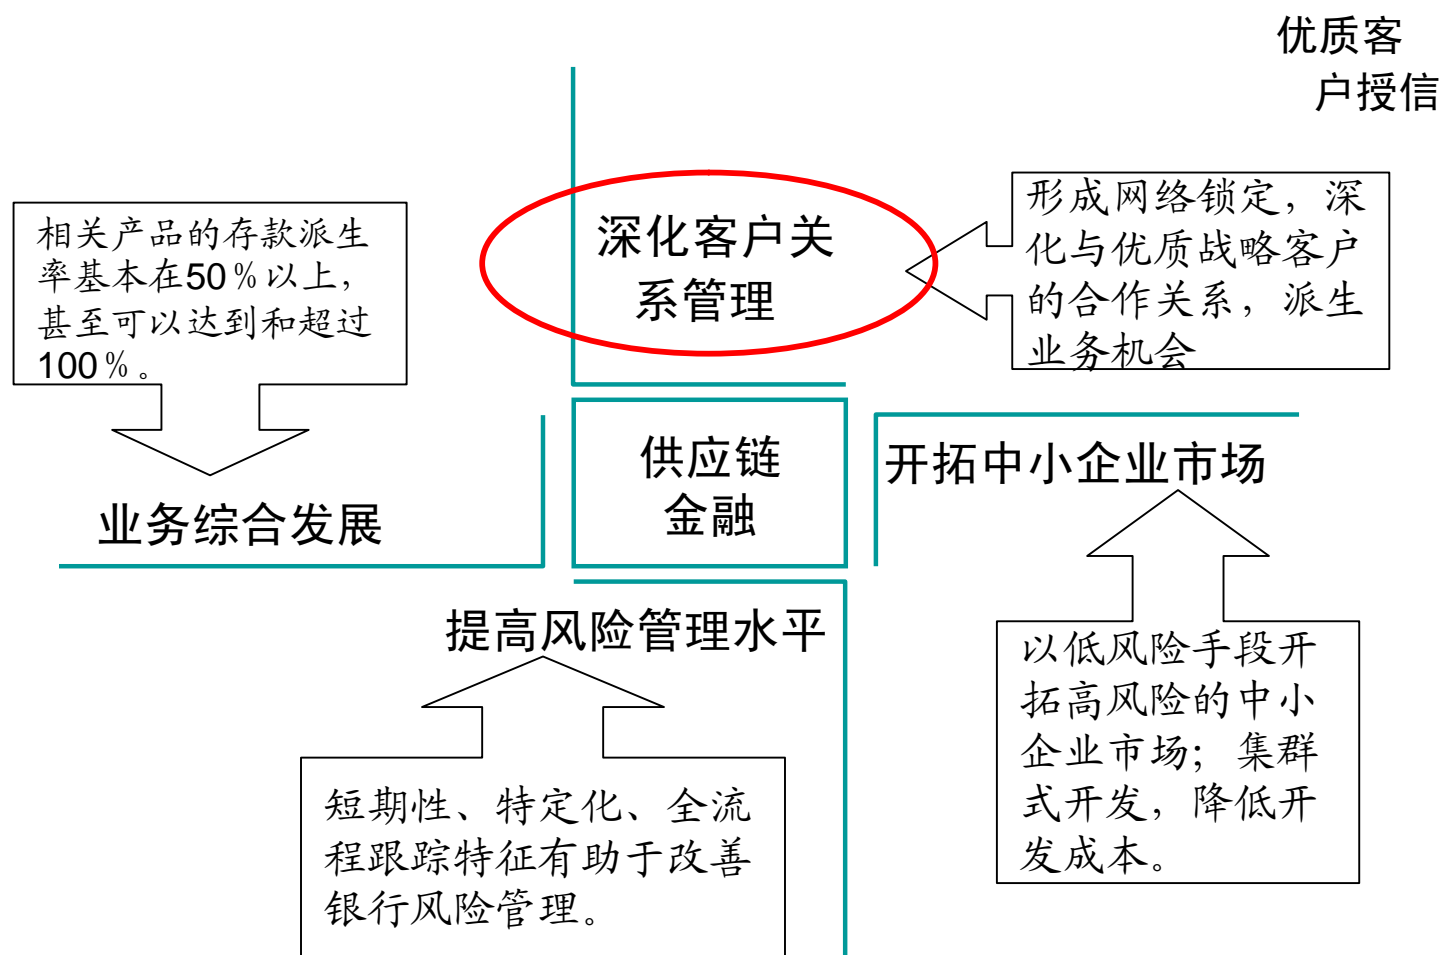 优质客
户授信
深化客户关
系管理
形成网络锁定，深
化与优质战略客户
的合作关系，派生
业务机会
相关产品的存款派生
率基本在50％以上，
甚至可以达到和超过
100％。
供应链
金融
开拓中小企业市场
业务综合发展
提高风险管理水平
以低风险手段开
拓高风险的中小
企业市场；集群
式开发，降低开
发成本。
短期性、特定化、全流
程跟踪特征有助于改善
银行风险管理。